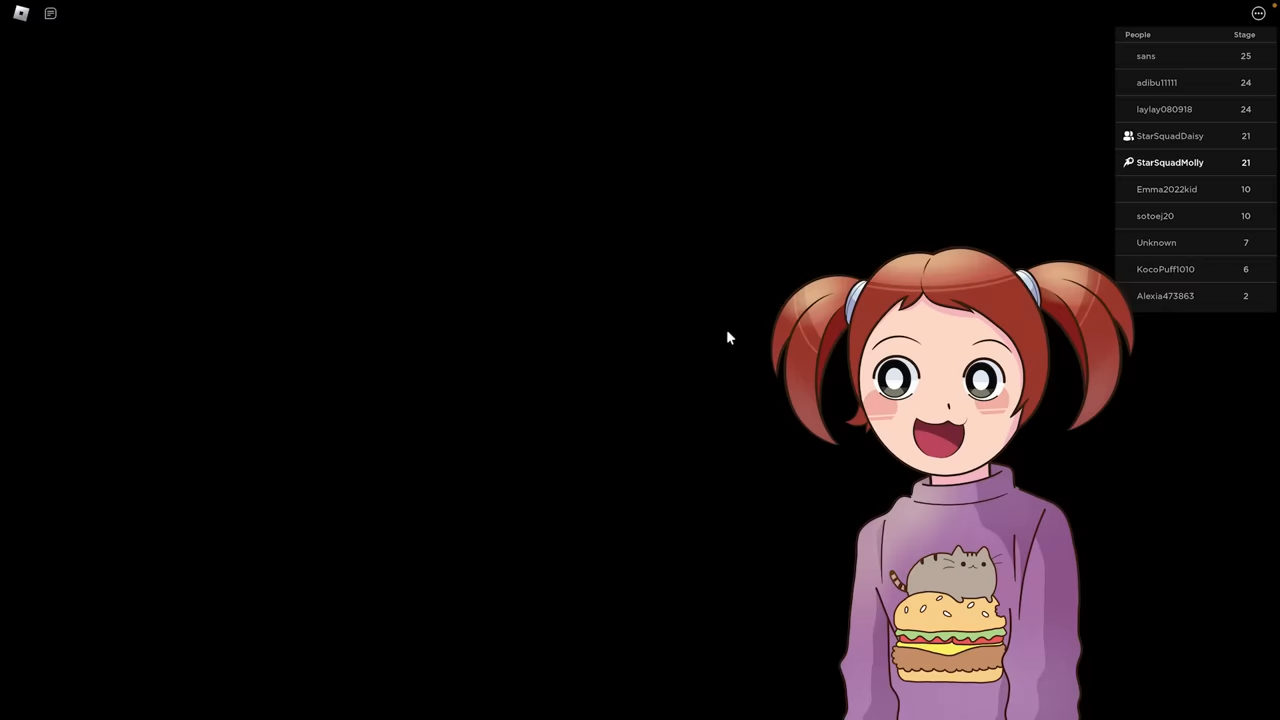 People Stage
sans 25
adibu11111 24
laylay080918 24
StarSquadDaisy 21
StarSquadMolly 21
Emma2022kid 10
sotoej20 10
Unknown 7
KocoPuff1010 6
Alexia473863 2